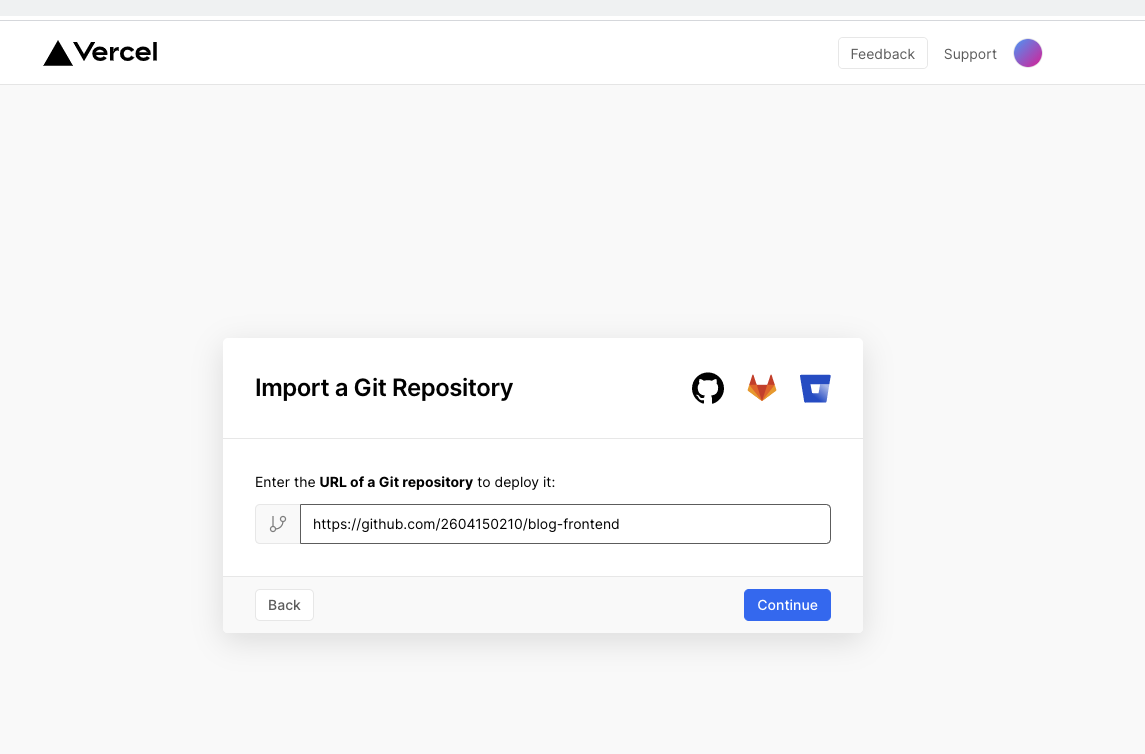 Vercel
Feedback
Support
Import a Git Repository
Enter the URL of a Git repository to deploy it:
https://github.com/2604150210/blog-frontend
Back
Continue